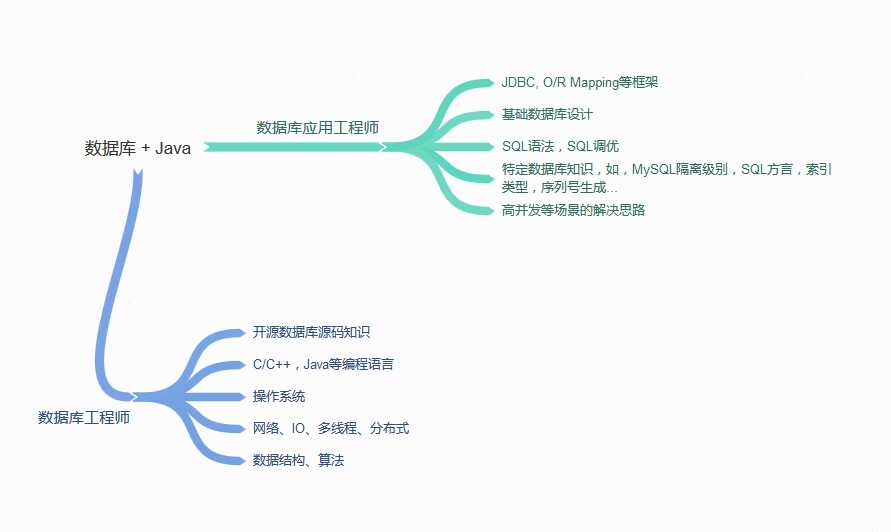 数据库 + Java
数据库应用工程师
JDBC, O/R Mapping等框架
基础数据库设计
SQL语法，SQL调优
特定数据库知识，如，MySQL隔离级别，SQL方言，索引
类型，序列号生成...
高并发等场景的解决思路
数据库工程师
开源数据库源码知识
C/C++，Java等编程语言
操作系统
网络、IO、多线程、分布式
数据结构、算法